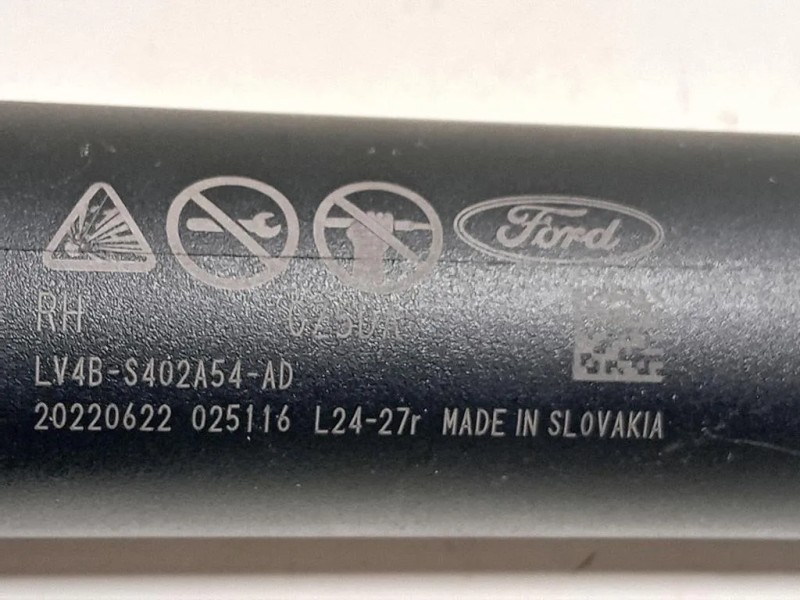 Ford
RH
LV4B-S402A54-AD
20220622 025116 L24-27r MADE IN SLOVAKIA